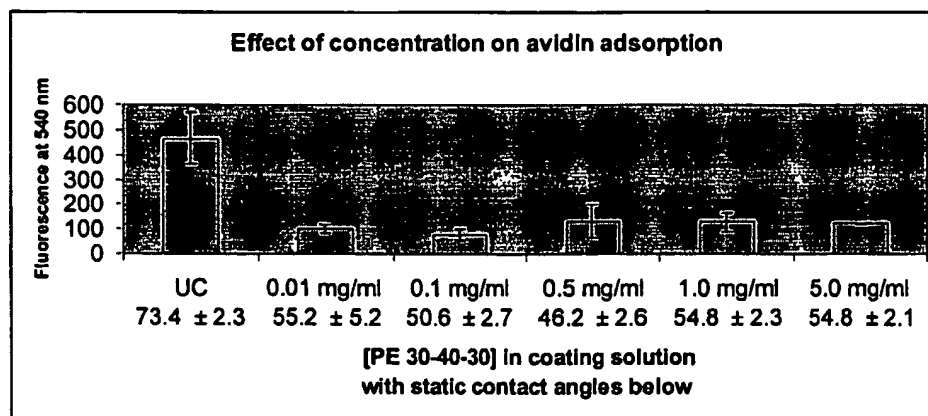 Effect of concentration on avidin adsorption
Fluorescence at 540 nm
600
500
400
300
200
100
0
UC 0.01 mg/ml 0.1 mg/ml 0.5 mg/ml 1.0 mg/ml 5.0 mg/ml
73.4 ± 2.3 55.2 ± 5.2 50.6 ± 2.7 46.2 ± 2.6 54.8 ± 2.3 54.8 ± 2.1
[PE 30-40-30] in coating solution
with static contact angles below